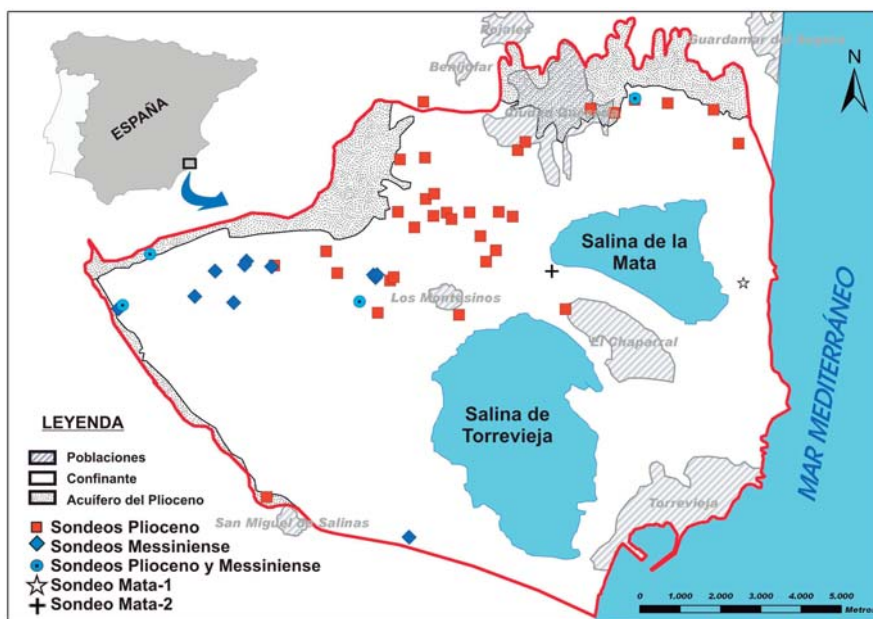 Rojales
Guardamar del Segura
Benijofar
N
ESPAÑA
Ciudad Quesada
Salina de la
Mata
Los Montesinos
El Chaparral
MAR MEDITERRÁNEO
Salina de
Torrevieja
LEYENDA
Poblaciones
Confinante
Acuífero del Plioceno
Torrevieja
San Miguel de Salinas
Sondeos Plioceno
Sondeos Messiniense
Sondeos Plioceno y Messiniense
Sondeo Mata-1
Sondeo Mata-2
0 1.000 2.000 3.000 4.000 5.000
Metros